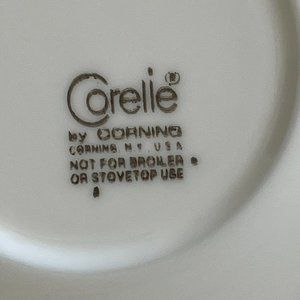 Corelle®
by CORNING
CORNING N.Y. USA
NOT FOR BROILER
OR STOVETOP USE